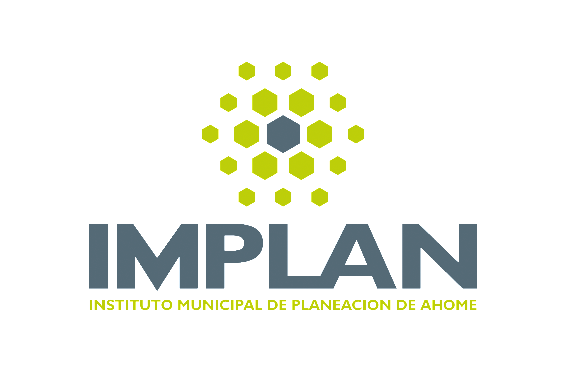 IMPLAN
INSTITUTO MUNICIPAL DE PLANEACION DE AHOME